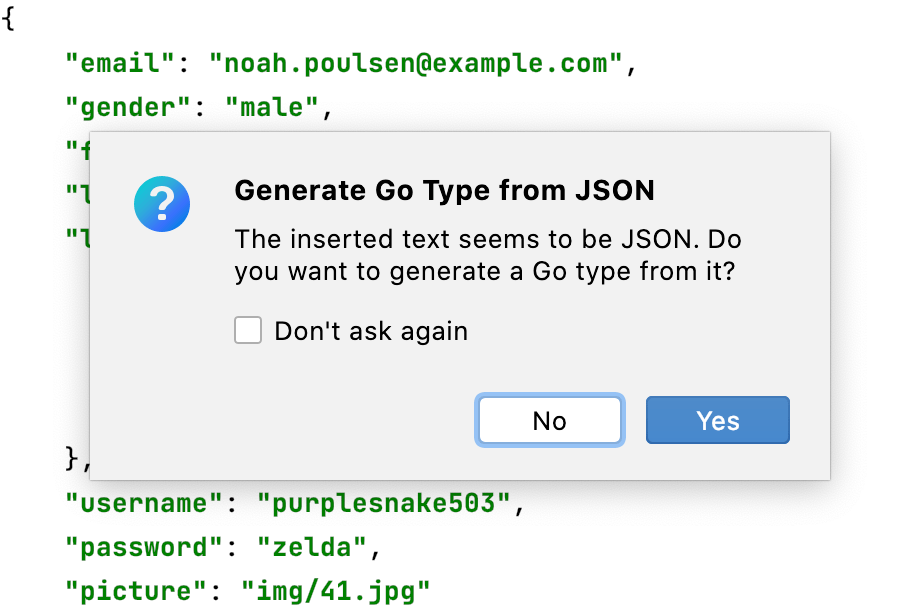 {
"email": "noah.poulsen@example.com",
"gender": "male",
"f
"l
"l
Generate Go Type from JSON
The inserted text seems to be JSON. Do
you want to generate a Go type from it?
Don't ask again
No
Yes
},
"username": "purplesnake503",
"password": "zelda",
"picture": "img/41.jpg"